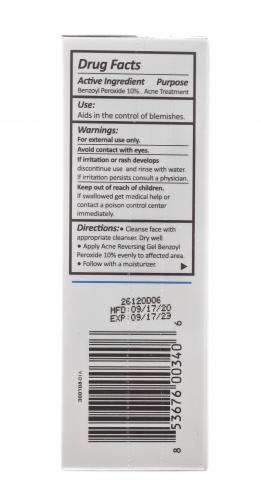 Drug Facts
Active Ingredient Purpose
Benzoyl Peroxide 10%.. Acne Treatment
Use:
Aids in the control of blemishes.
Warnings:
For external use only.
Avoid contact with eyes.
If irritation or rash develops
discontinue use and rinse with water.
If irritation persists consult a physician.
Keep out of reach of children.
If swallowed get medical help or
contact a poison control center
immediately.
Directions: • Cleanse face with
appropriate cleanser. Dry well
• Apply Acne Reversing Gel Benzoyl
Peroxide 10% evenly to affected area.
• Follow with a moisturizer.
26120D06
MFD:09/17/20
EXP:09/17/23
8 53676 00340 6